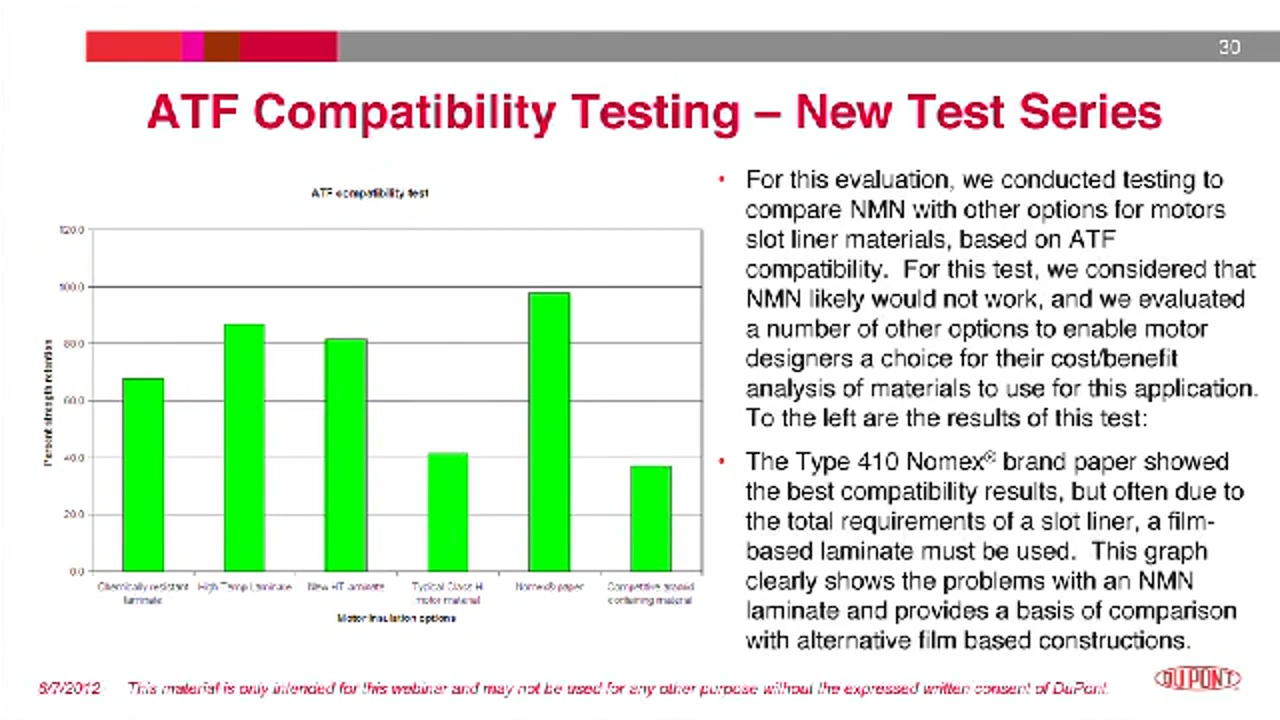 30
ATF Compatibility Testing – New Test Series
ATF compatibility test
120.0
100.0
80.0
60.0
40.0
20.0
0.0
Percent strength retention
Chemically resistant
laminate
High Temp Laminate
New HT Laminate
Typical Class H
motor material
Nomex® paper
Competitive aramid
containing material
Motor insulation options
• For this evaluation, we conducted testing to
compare NMN with other options for motors
slot liner materials, based on ATF
compatibility. For this test, we considered that
NMN likely would not work, and we evaluated
a number of other options to enable motor
designers a choice for their cost/benefit
analysis of materials to use for this application.
To the left are the results of this test:
• The Type 410 Nomex® brand paper showed
the best compatibility results, but often due to
the total requirements of a slot liner, a film-
based laminate must be used. This graph
clearly shows the problems with an NMN
laminate and provides a basis of comparison
with alternative film based constructions.
8/7/2012 This material is only intended for this webinar and may not be used for any other purpose without the expressed written consent of DuPont.
DUPONT